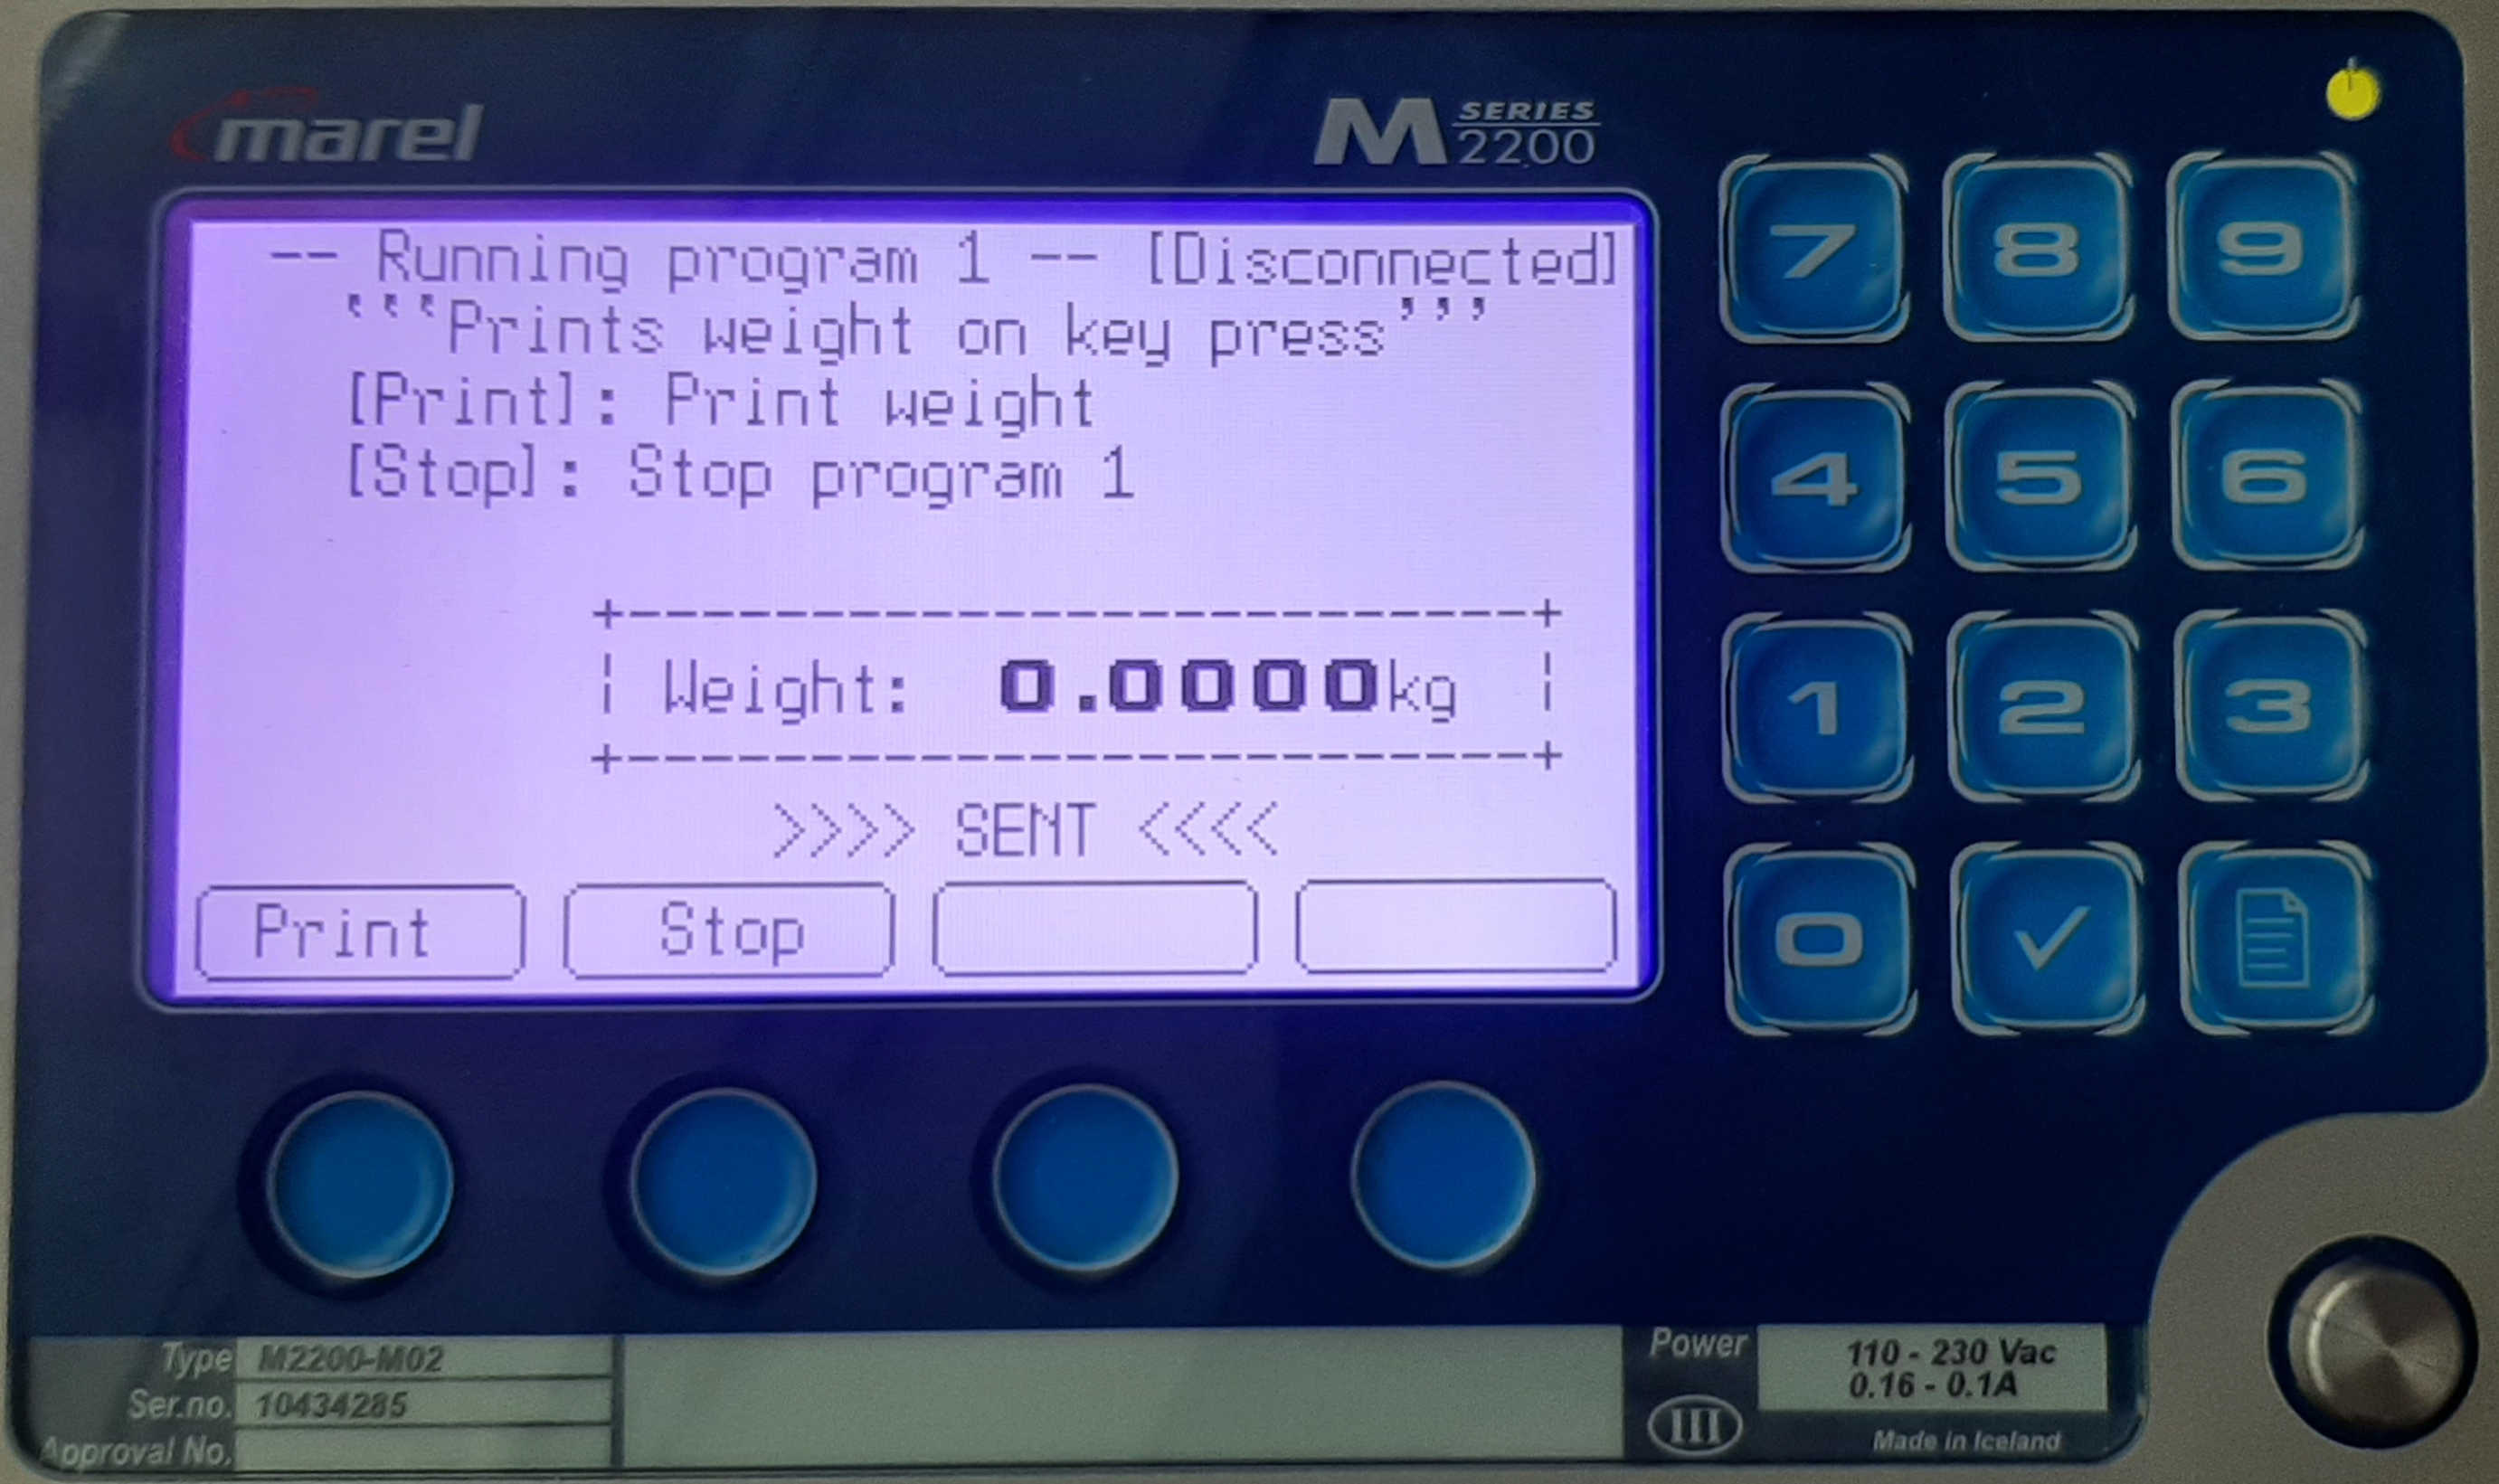 marel
M SERIES 2200
-- Running program 1 -- [Disconnected]
‘‘‘Prints weight on key press’’’
[Print]: Print weight
[Stop]: Stop program 1
+--------------------------+
| Weight: 0.0000kg |
+--------------------------+
>>>> SENT <<<<
Print Stop
7 8 9
4 5 6
1 2 3
0
Type M2200-M02
Ser.no. 10434285
Approval No.
Power 110 - 230 Vac
0.16 - 0.1A
III
Made in Iceland